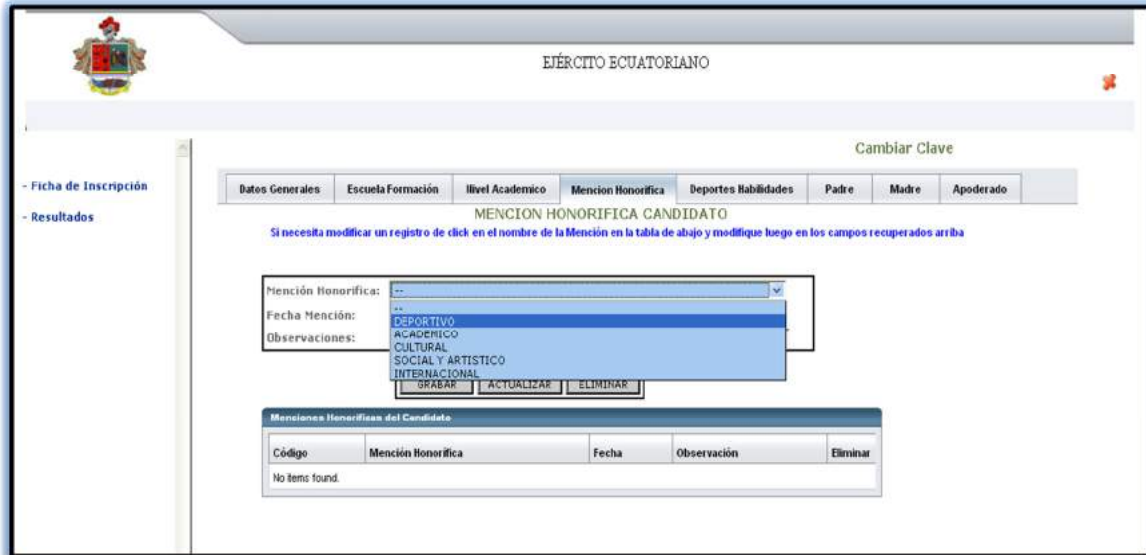 EJÉRCITO ECUATORIANO
Cambiar Clave
- Ficha de Inscripción
- Resultados
Datos Generales Escuela Formación Nivel Academico Mencion Honorifica Deportes Habilidades Padre Madre Apoderado
MENCION HONORIFICA CANDIDATO
Si necesita modificar un registro de click en el nombre de la Mención en la tabla de abajo y modifique luego en los campos recuperados arriba
Mención Honorifica: --
Fecha Mención:
Observaciones:
--
DEPORTIVO
ACADEMICO
CULTURAL
SOCIAL Y ARTISTICO
INTERNACIONAL
GRABAR ACTUALIZAR ELIMINAR
Menciones Honorificas del Candidato
Código Mención Honorífica Fecha Observación Eliminar
No items found.